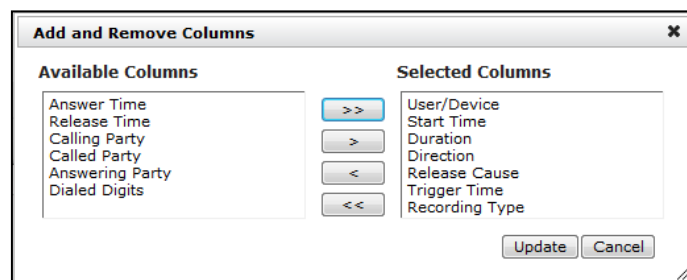 Add and Remove Columns
Available Columns
Selected Columns
Answer Time
Release Time
Calling Party
Called Party
Answering Party
Dialed Digits
>>
>
<
<<
User/Device
Start Time
Duration
Direction
Release Cause
Trigger Time
Recording Type
Update
Cancel